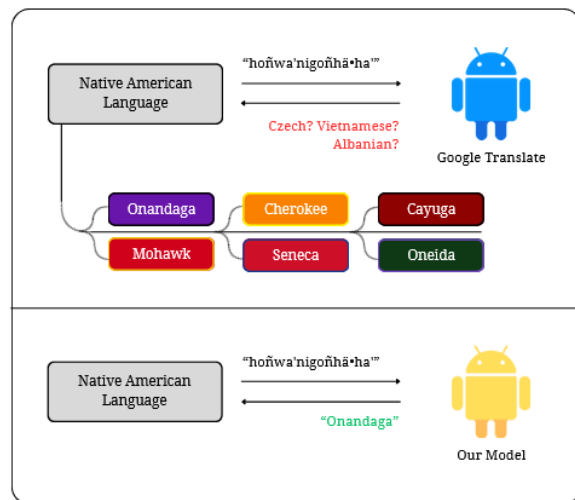 Native American
Language
“hoñwa'nigoñhä•ha'”
Czech? Vietnamese?
Albanian?
Google Translate
Onandaga
Cherokee
Cayuga
Mohawk
Seneca
Oneida
Native American
Language
“hoñwa'nigoñhä•ha'”
“Onandaga”
Our Model